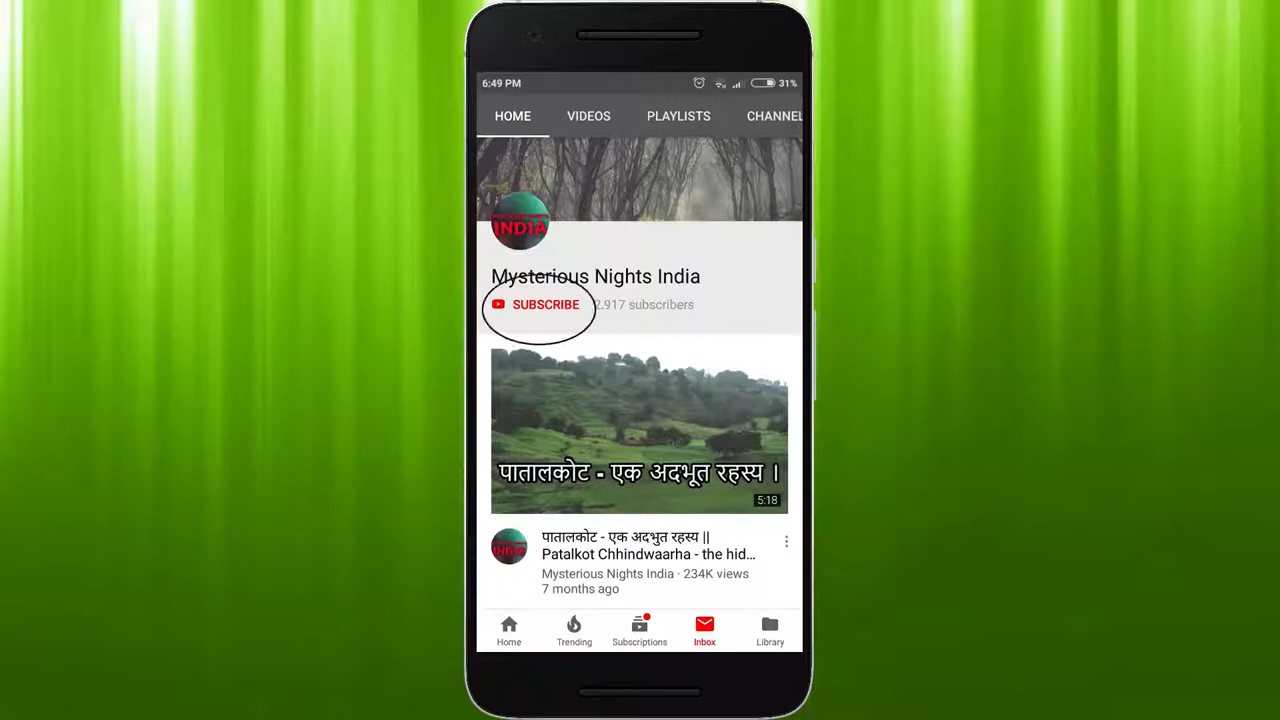 6:49 PM
31%
HOME VIDEOS PLAYLISTS CHANNEL
INDIA
Mysterious Nights India
SUBSCRIBE 2,917 subscribers
पातालकोट - एक अदभूत रहस्य ।
5:18
INDIA
पातालकोट - एक अदभुत रहस्य ||
Patalkot Chhindwaarha - the hid...
Mysterious Nights India · 234K views
7 months ago
Home Trending Subscriptions Inbox Library